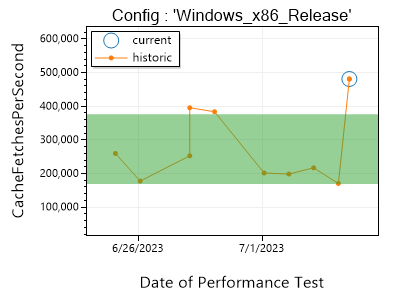 Config : 'Windows_x86_Release'
current
historic
600,000
500,000
400,000
300,000
200,000
100,000
CacheFetchesPerSecond
6/26/2023
7/1/2023
Date of Performance Test